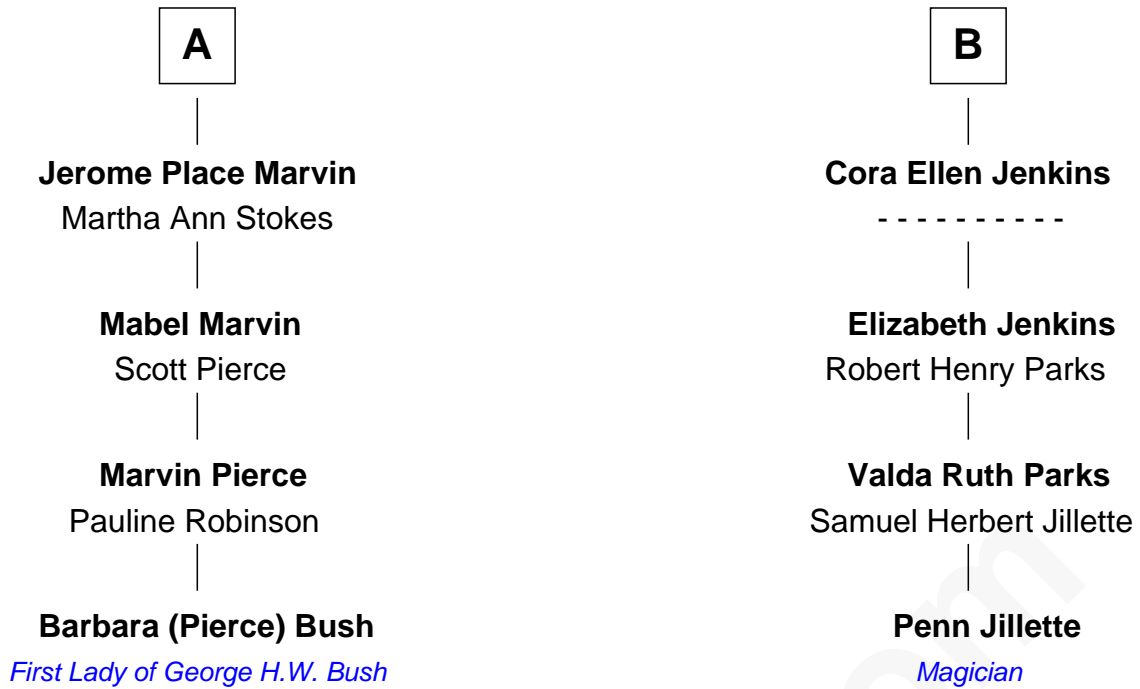 A
B
Jerome Place Marvin
Martha Ann Stokes
Cora Ellen Jenkins
- - - - - - - - - -
Mabel Marvin
Scott Pierce
Elizabeth Jenkins
Robert Henry Parks
Marvin Pierce
Pauline Robinson
Valda Ruth Parks
Samuel Herbert Jillette
Barbara (Pierce) Bush
First Lady of George H.W. Bush
Penn Jillette
Magician